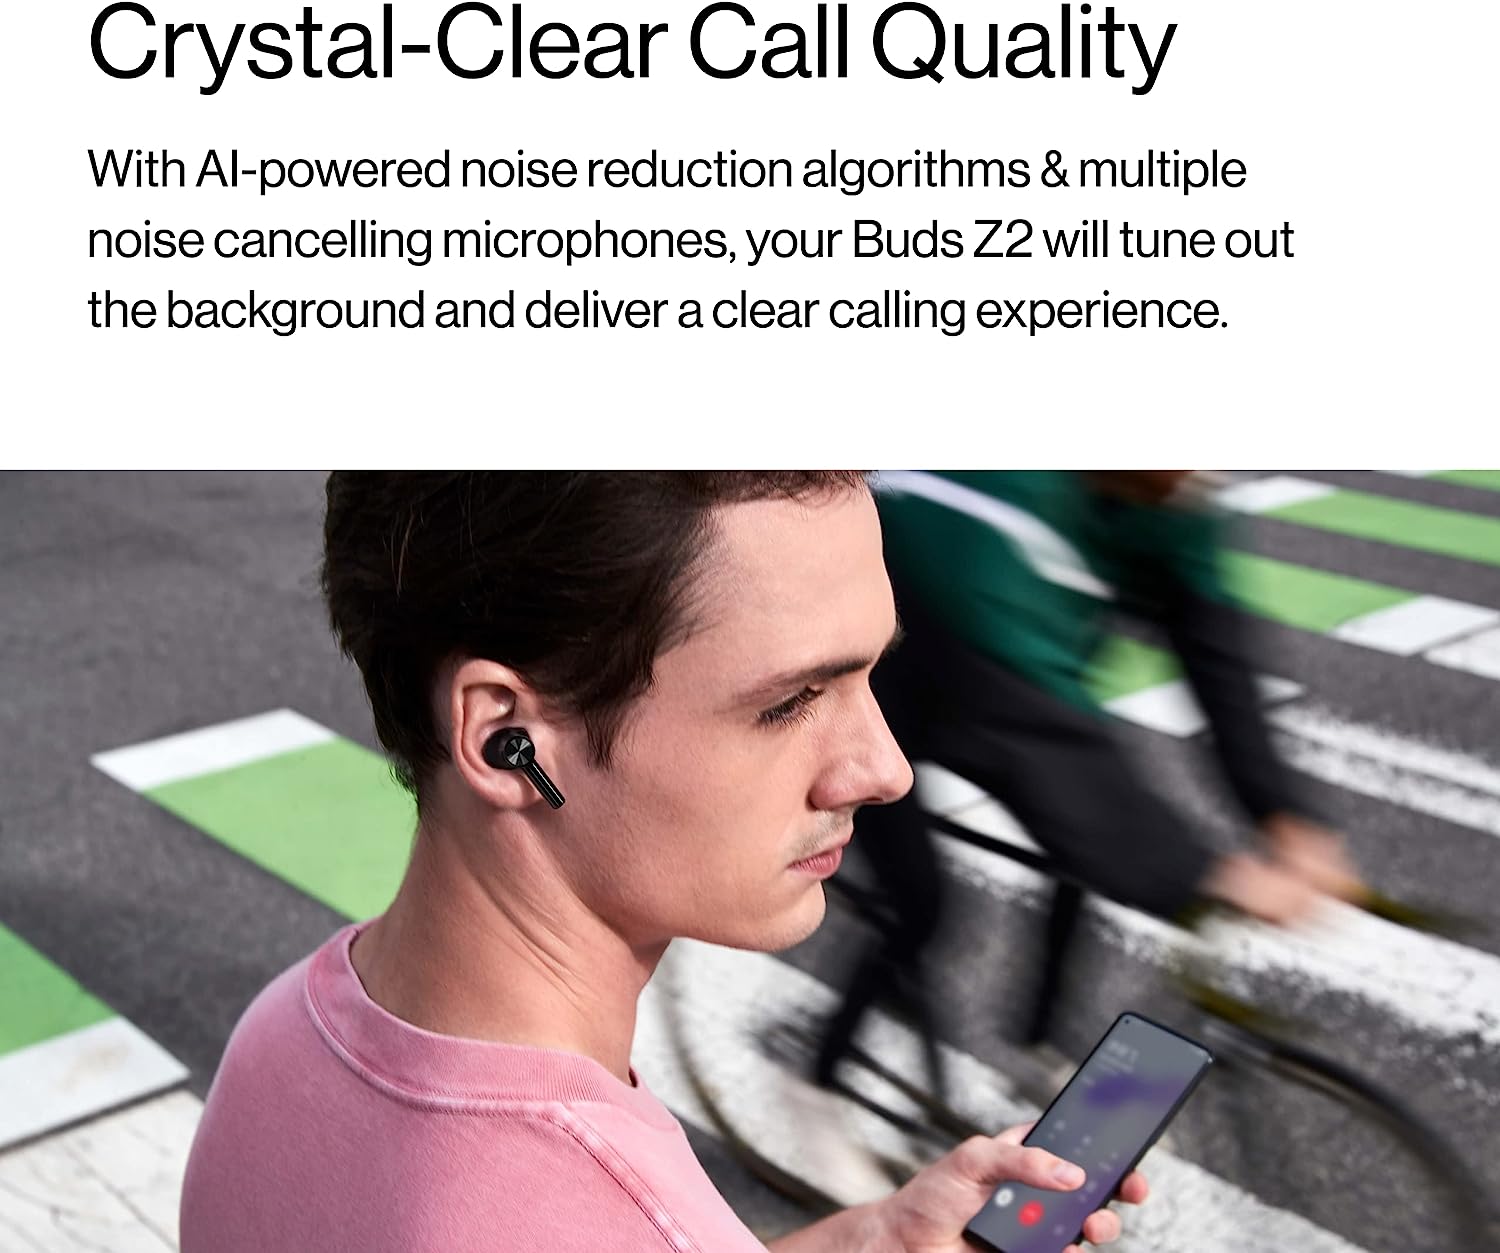 Crystal-Clear Call Quality
With AI-powered noise reduction algorithms & multiple
noise cancelling microphones, your Buds Z2 will tune out
the background and deliver a clear calling experience.